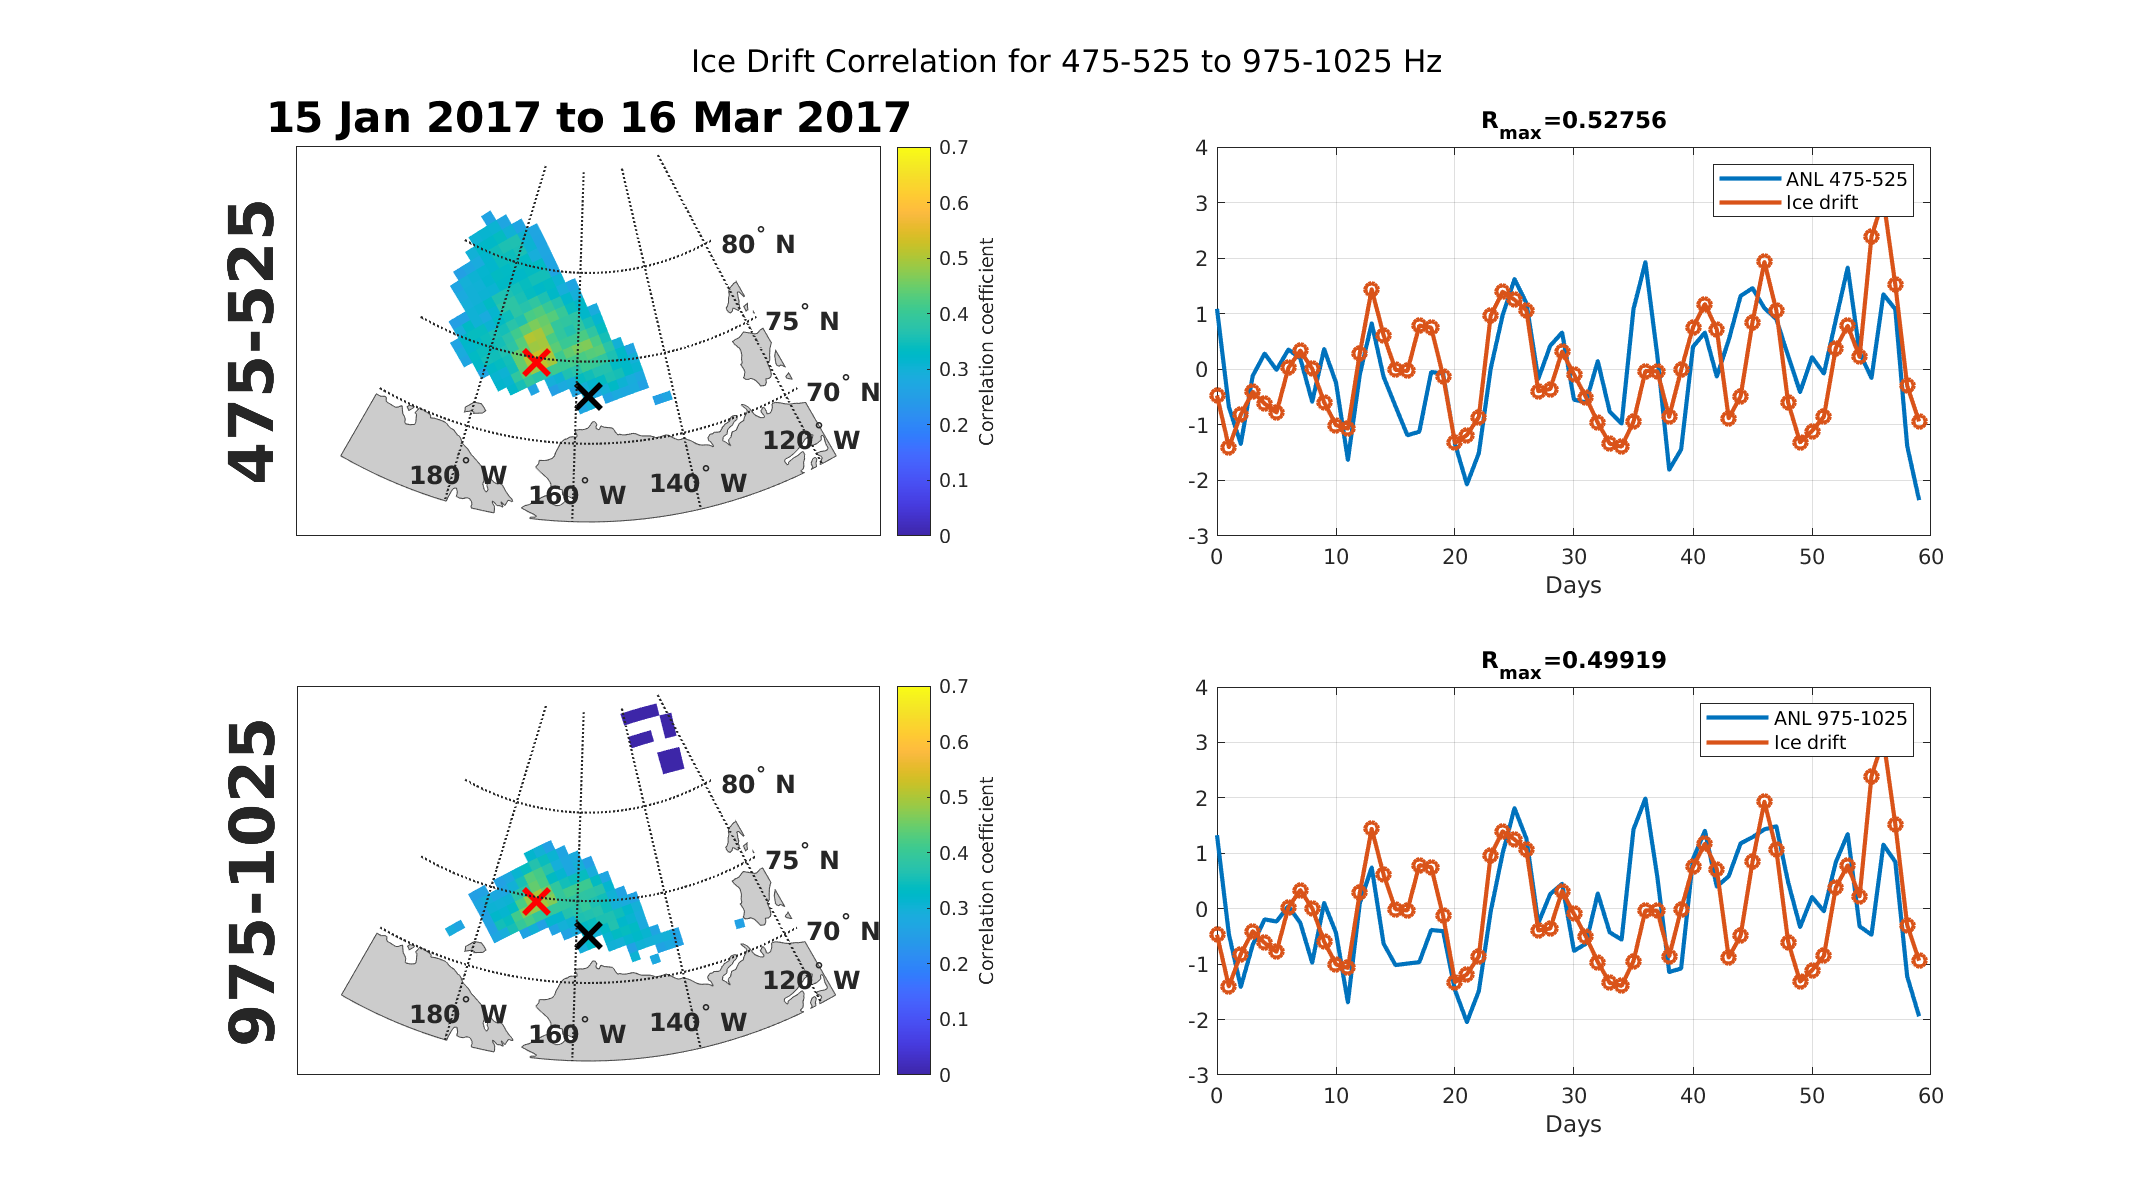 Ice Drift Correlation for 475-525 to 975-1025 Hz
15 Jan 2017 to 16 Mar 2017
475-525
80° N
75° N
70° N
120° W
140° W
160° W
180° W
0.7
0.6
0.5
0.4
0.3
0.2
0.1
0
Correlation coefficient
Rmax=0.52756
4
3
2
1
0
-1
-2
-3
0 10 20 30 40 50 60
Days
ANL 475-525
Ice drift
975-1025
80° N
75° N
70° N
120° W
140° W
160° W
180° W
0.7
0.6
0.5
0.4
0.3
0.2
0.1
0
Correlation coefficient
Rmax=0.49919
4
3
2
1
0
-1
-2
-3
0 10 20 30 40 50 60
Days
ANL 975-1025
Ice drift